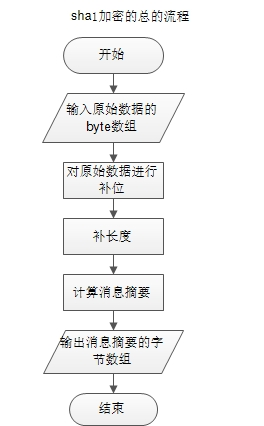 sha1加密的总的流程
开始
输入原始数据的
byte数组
对原始数据进行
补位
补长度
计算消息摘要
输出消息摘要的字
节数组
结束